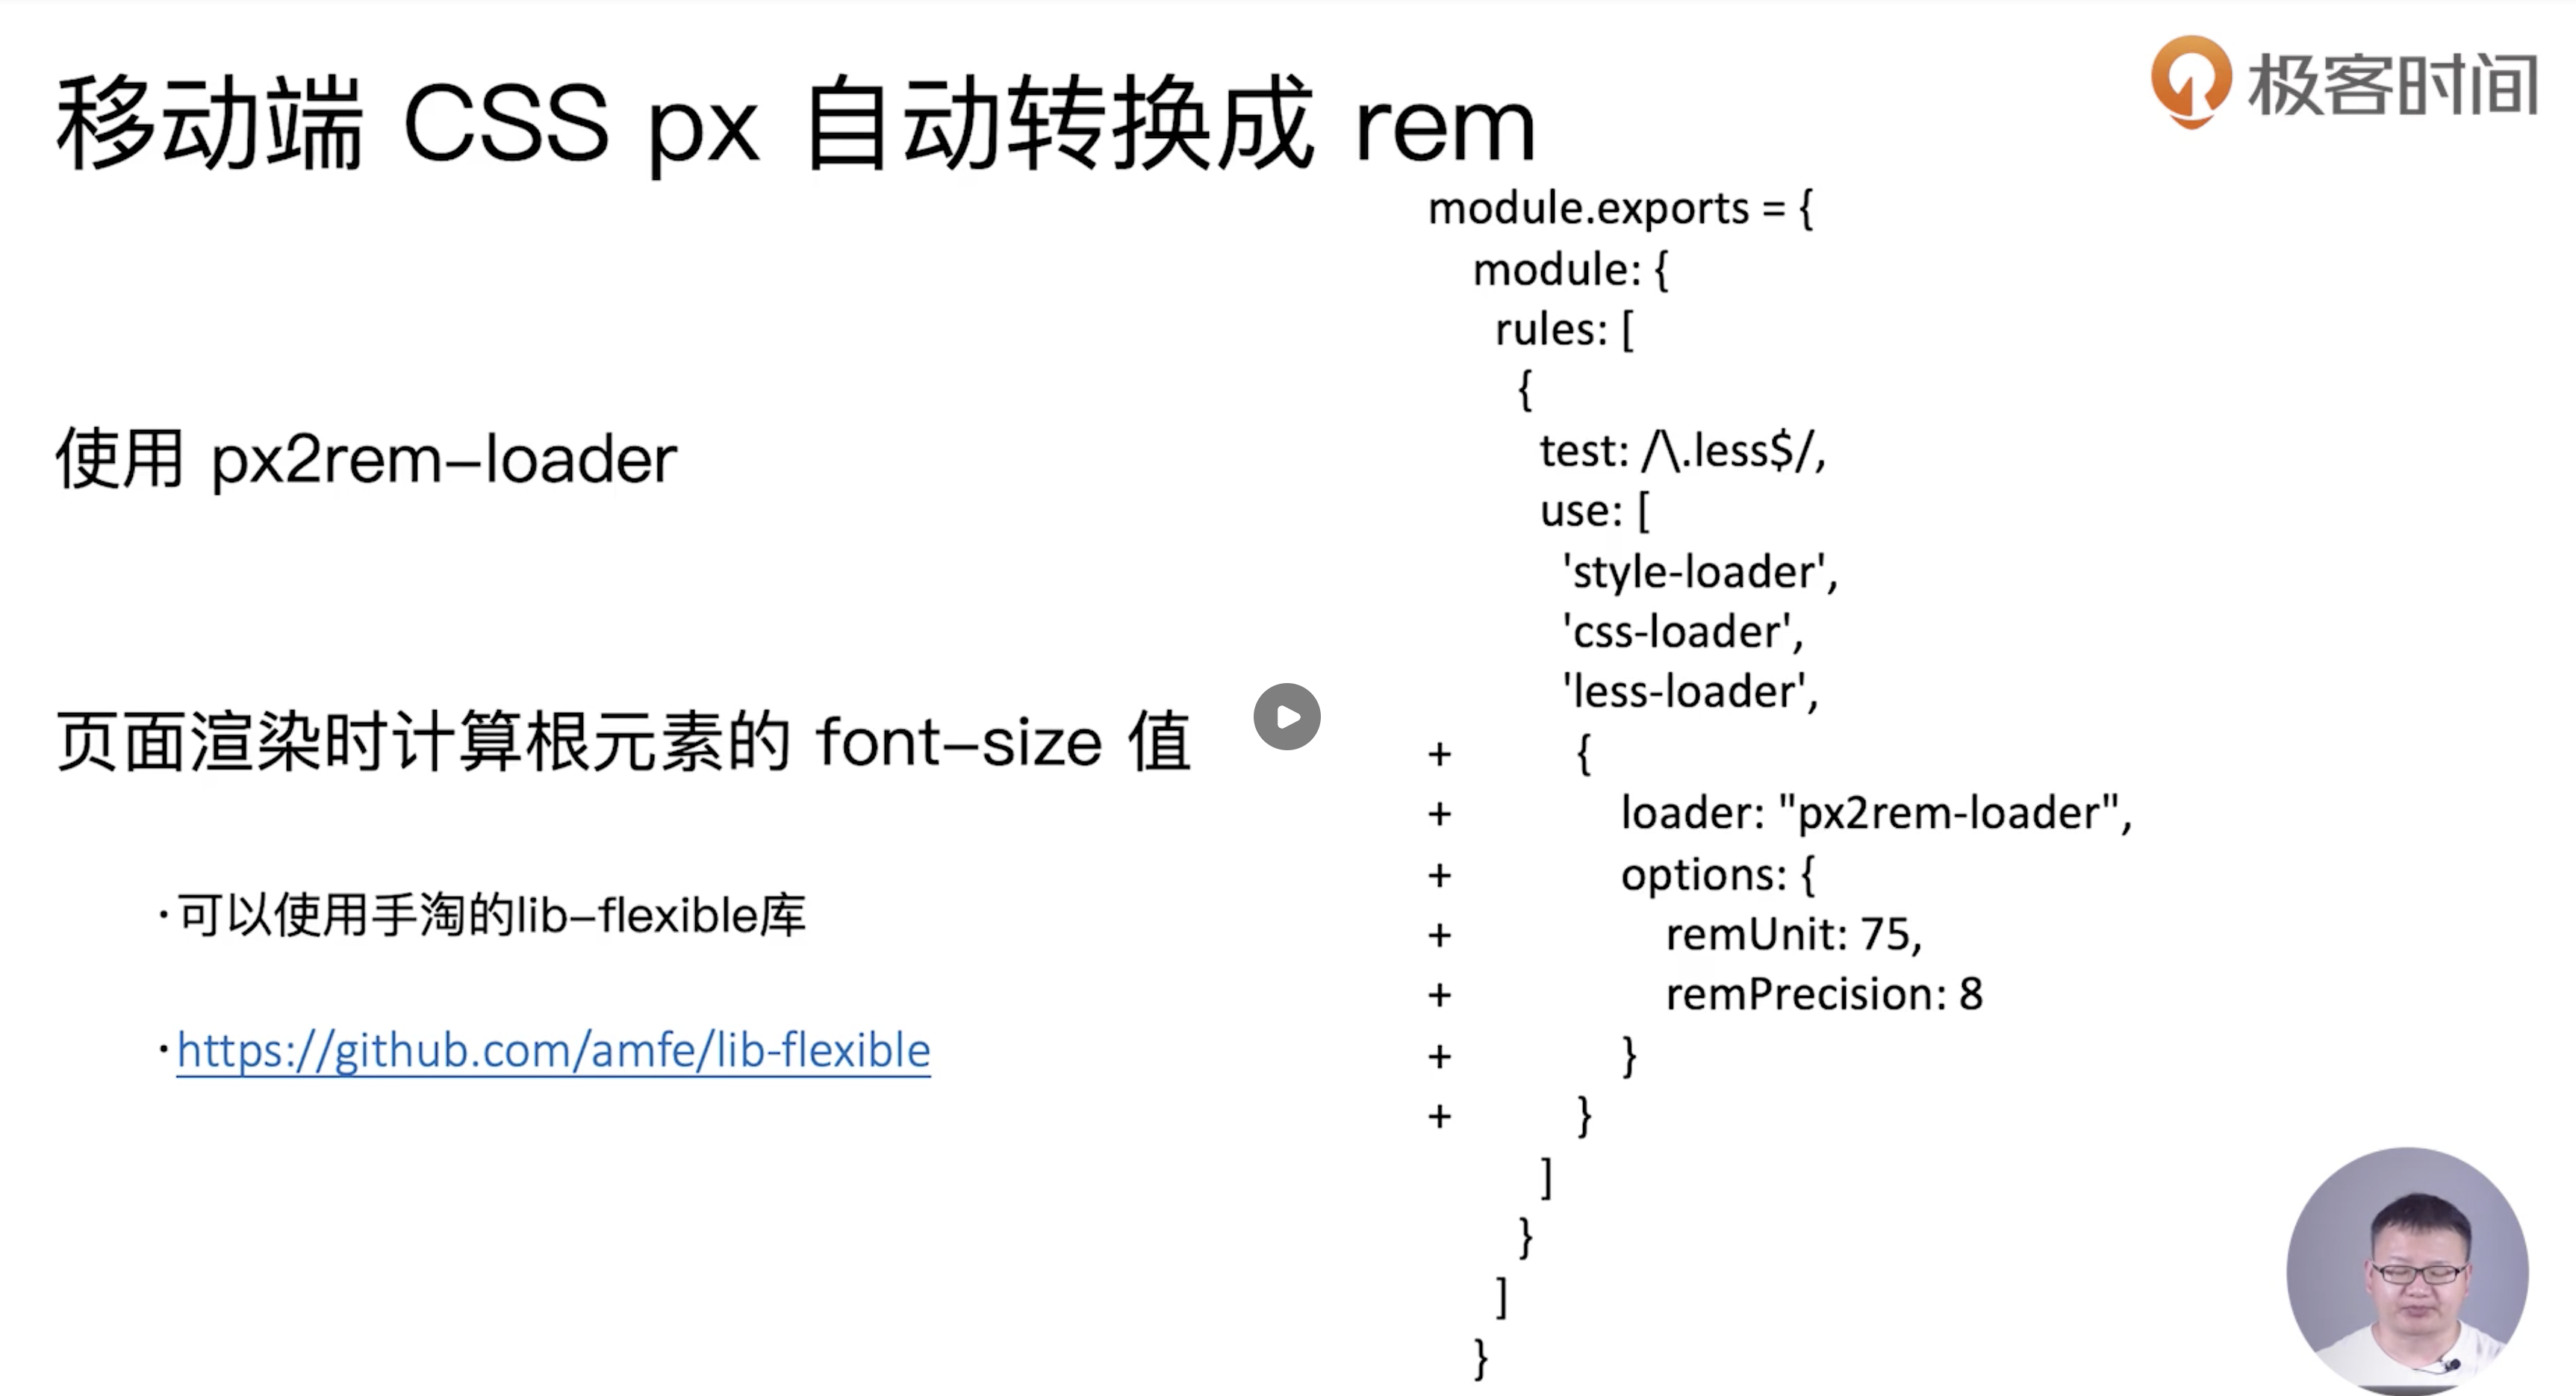 极客时间
移动端 CSS px 自动转换成 rem
使用 px2rem-loader
页面渲染时计算根元素的 font-size 值
·可以使用手淘的lib-flexible库
·https://github.com/amfe/lib-flexible
module.exports = {
module: {
rules: [
{
test: /\.less$/,
use: [
'style-loader',
'css-loader',
'less-loader',
+ {
+ loader: "px2rem-loader",
+ options: {
+ remUnit: 75,
+ remPrecision: 8
+ }
+ }
]
}
]
}